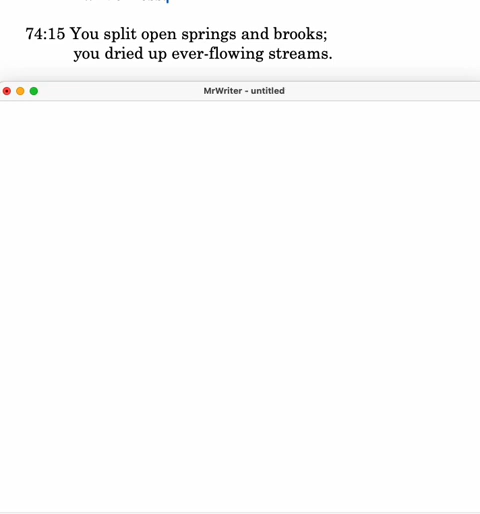 74:15 You split open springs and brooks;
you dried up ever-flowing streams.
MrWriter - untitled